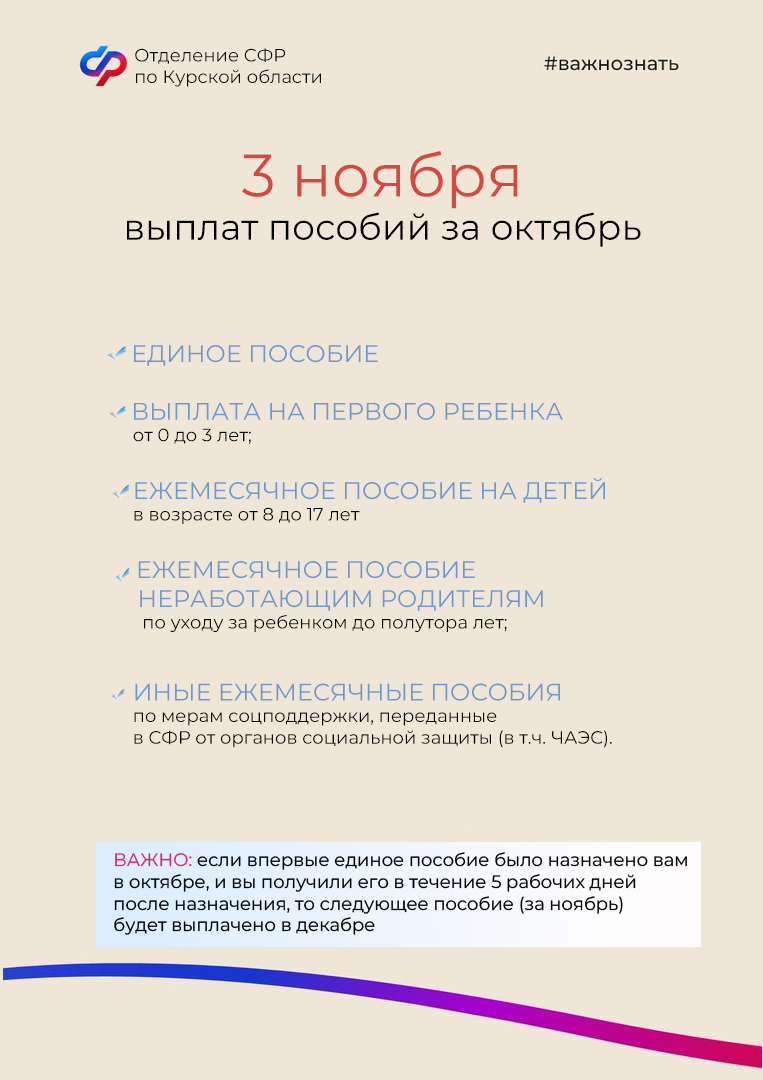 Отделение СФР
по Курской области
#важнознать
3 ноября
выплат пособий за октябрь
ЕДИНОЕ ПОСОБИЕ
ВЫПЛАТА НА ПЕРВОГО РЕБЕНКА
от 0 до 3 лет;
ЕЖЕМЕСЯЧНОЕ ПОСОБИЕ НА ДЕТЕЙ
в возрасте от 8 до 17 лет
ЕЖЕМЕСЯЧНОЕ ПОСОБИЕ
НЕРАБОТАЮЩИМ РОДИТЕЛЯМ
по уходу за ребенком до полутора лет;
ИНЫЕ ЕЖЕМЕСЯЧНЫЕ ПОСОБИЯ
по мерам соцподдержки, переданные
в СФР от органов социальной защиты (в т.ч. ЧАЭС).
ВАЖНО: если впервые единое пособие было назначено вам
в октябре, и вы получили его в течение 5 рабочих дней
после назначения, то следующее пособие (за ноябрь)
будет выплачено в декабре